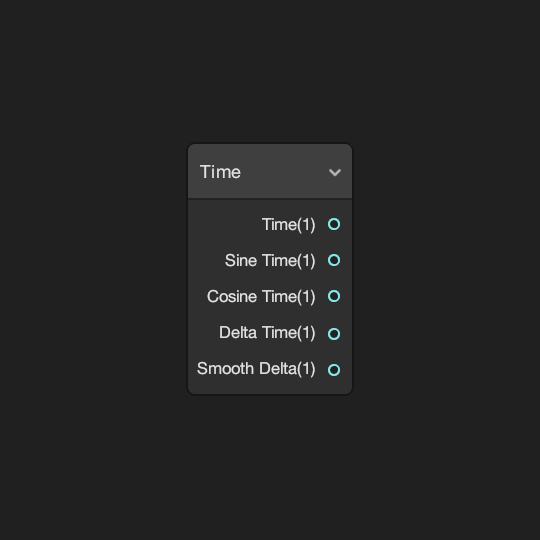 Time
Time(1)
Sine Time(1)
Cosine Time(1)
Delta Time(1)
Smooth Delta(1)